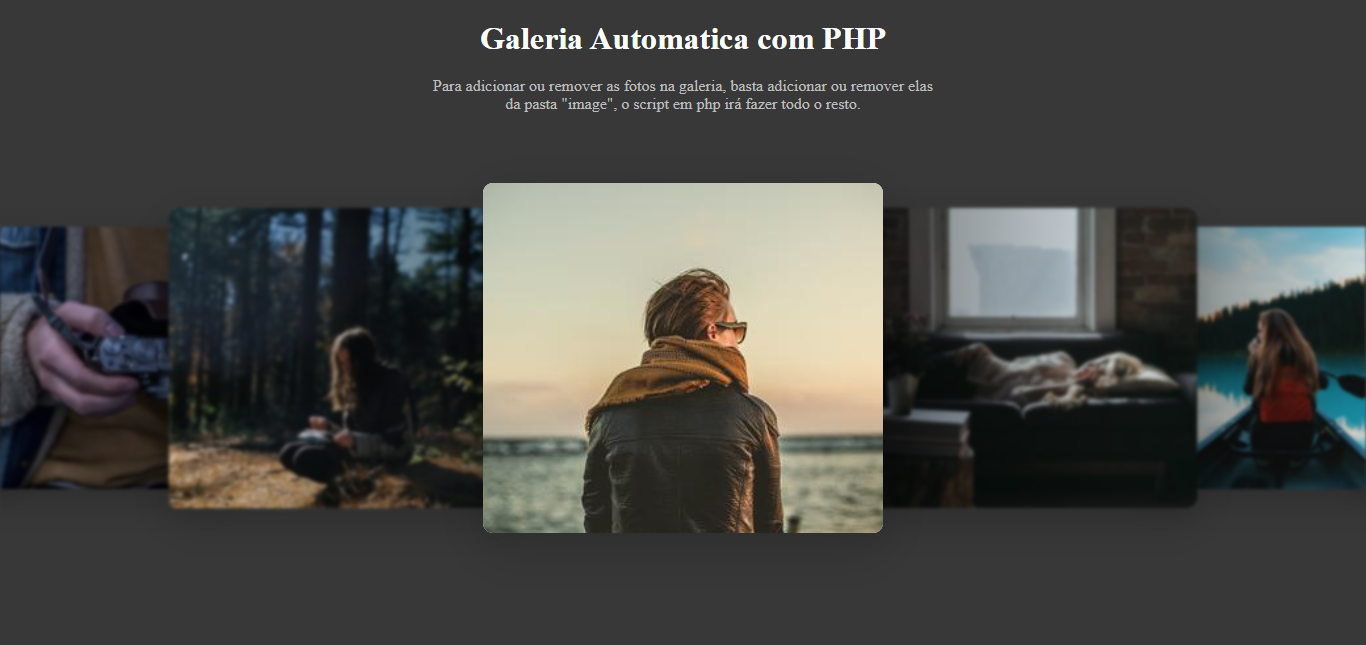 Galeria Automatica com PHP
Para adicionar ou remover as fotos na galeria, basta adicionar ou remover elas
da pasta "image", o script em php irá fazer todo o resto.